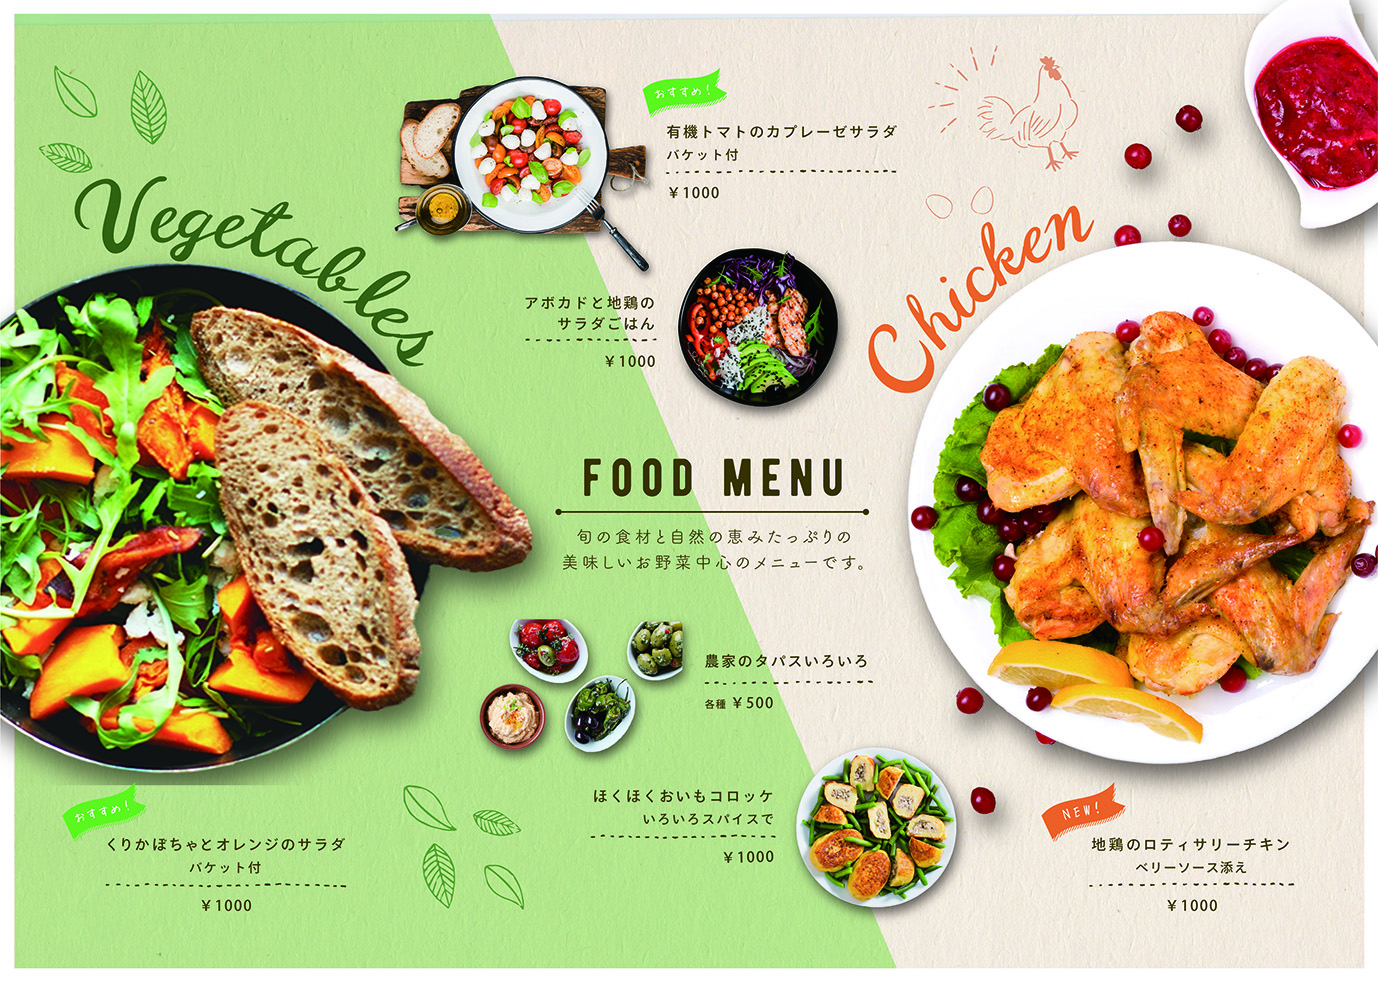 Vegetables
おすすめ!
有機トマトのカプレーゼサラダ
バケット付
¥1000
アボカドと地鶏の
サラダごはん
¥1000
Chicken
FOOD MENU
旬の食材と自然の恵みたっぷりの
美味しいお野菜中心のメニューです。
農家のタパスいろいろ
各種 ¥500
ほくほくおいもコロッケ
いろいろスパイスで
¥1000
おすすめ!
くりかぼちゃとオレンジのサラダ
バケット付
¥1000
NEW!
地鶏のロティサリーチキン
ベリーソース添え
¥1000